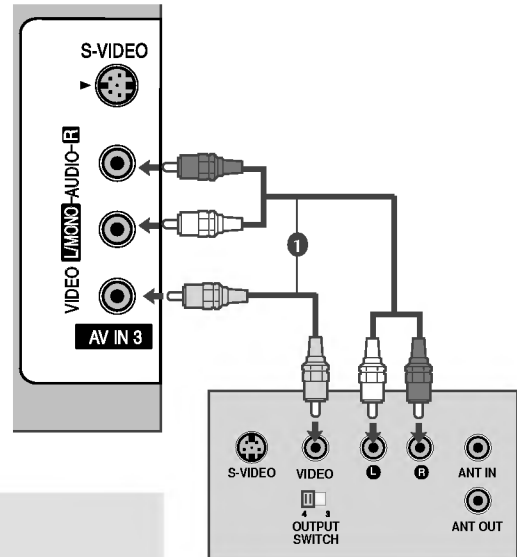 S-VIDEO
VIDEO L/MONO-AUDIO-R
AV IN 3
1
S-VIDEO
VIDEO
L
R
ANT IN
4 3
OUTPUT
SWITCH
ANT OUT